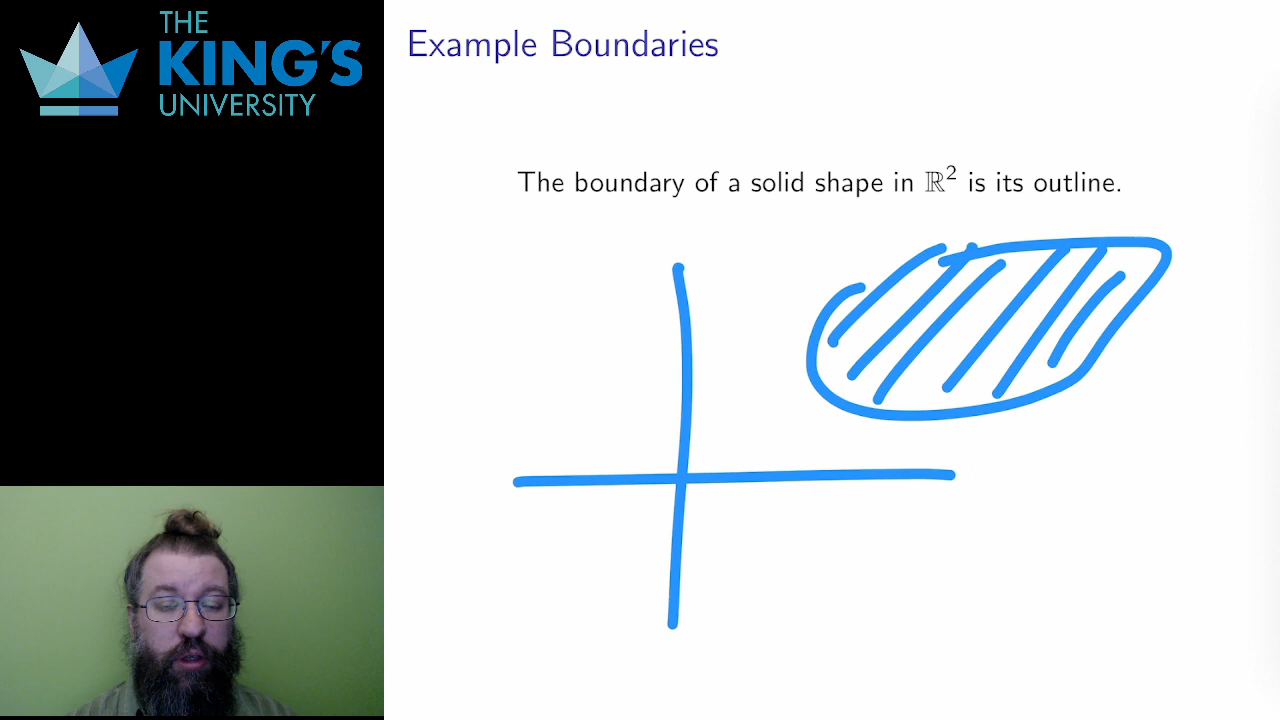 THE
KING'S
UNIVERSITY
Example Boundaries
The boundary of a solid shape in ℝ² is its outline.